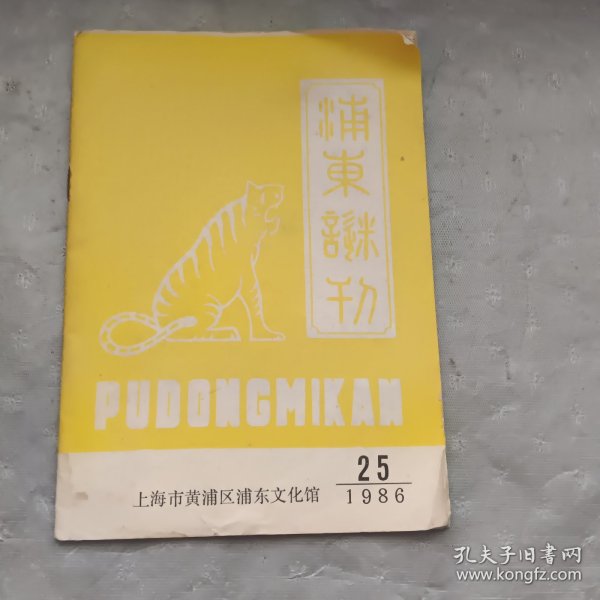 浦東謎刊
PUDONGMIKAN
上海市黄浦区浦东文化馆
25
1986
孔夫子旧书网
www.kongfz.com